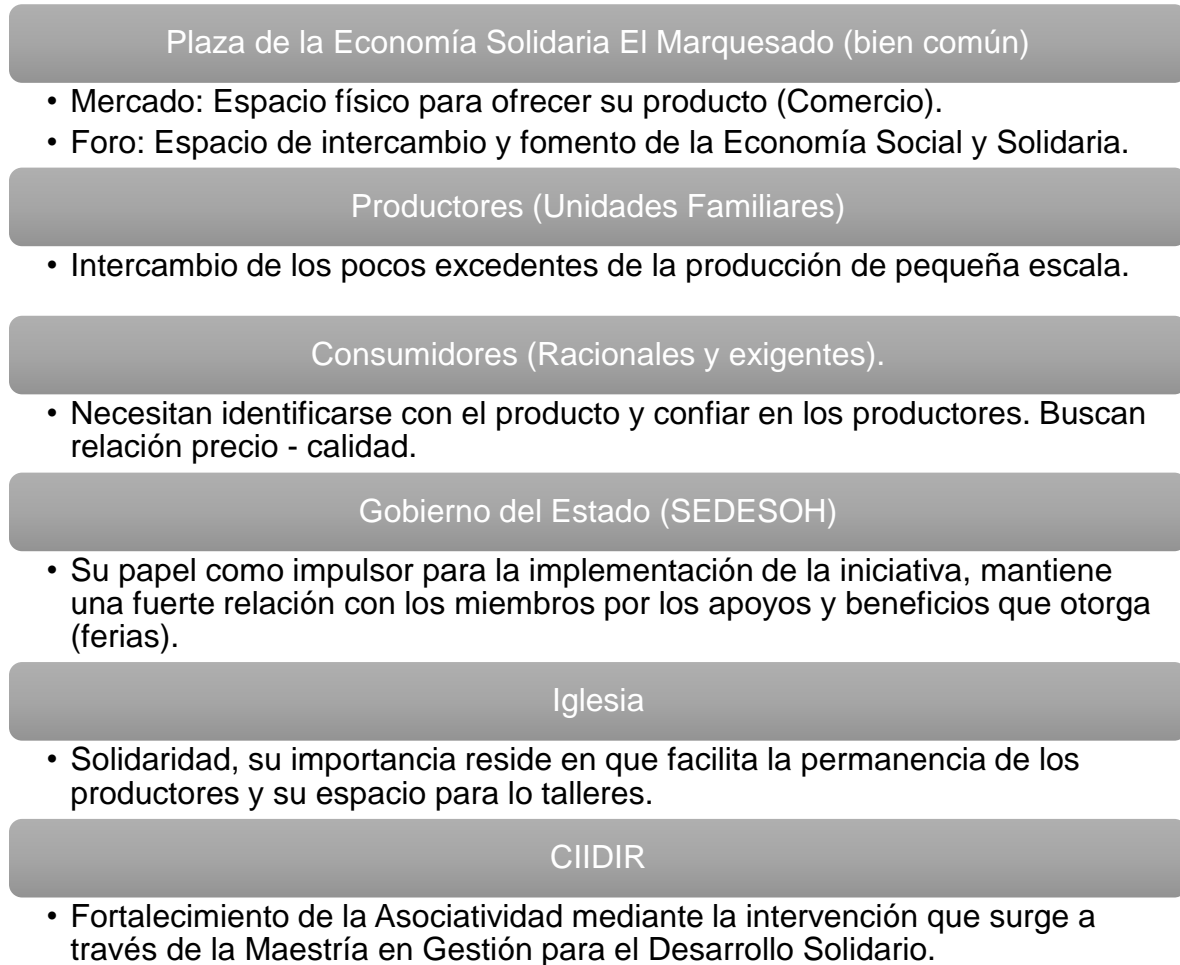 Plaza de la Economía Solidaria El Marquesado (bien común)
• Mercado: Espacio físico para ofrecer su producto (Comercio).
• Foro: Espacio de intercambio y fomento de la Economía Social y Solidaria.
Productores (Unidades Familiares)
• Intercambio de los pocos excedentes de la producción de pequeña escala.
Consumidores (Racionales y exigentes).
• Necesitan identificarse con el producto y confiar en los productores. Buscan
relación precio - calidad.
Gobierno del Estado (SEDESOH)
• Su papel como impulsor para la implementación de la iniciativa, mantiene
una fuerte relación con los miembros por los apoyos y beneficios que otorga
(ferias).
Iglesia
• Solidaridad, su importancia reside en que facilita la permanencia de los
productores y su espacio para lo talleres.
CIIDIR
• Fortalecimiento de la Asociatividad mediante la intervención que surge a
través de la Maestría en Gestión para el Desarrollo Solidario.